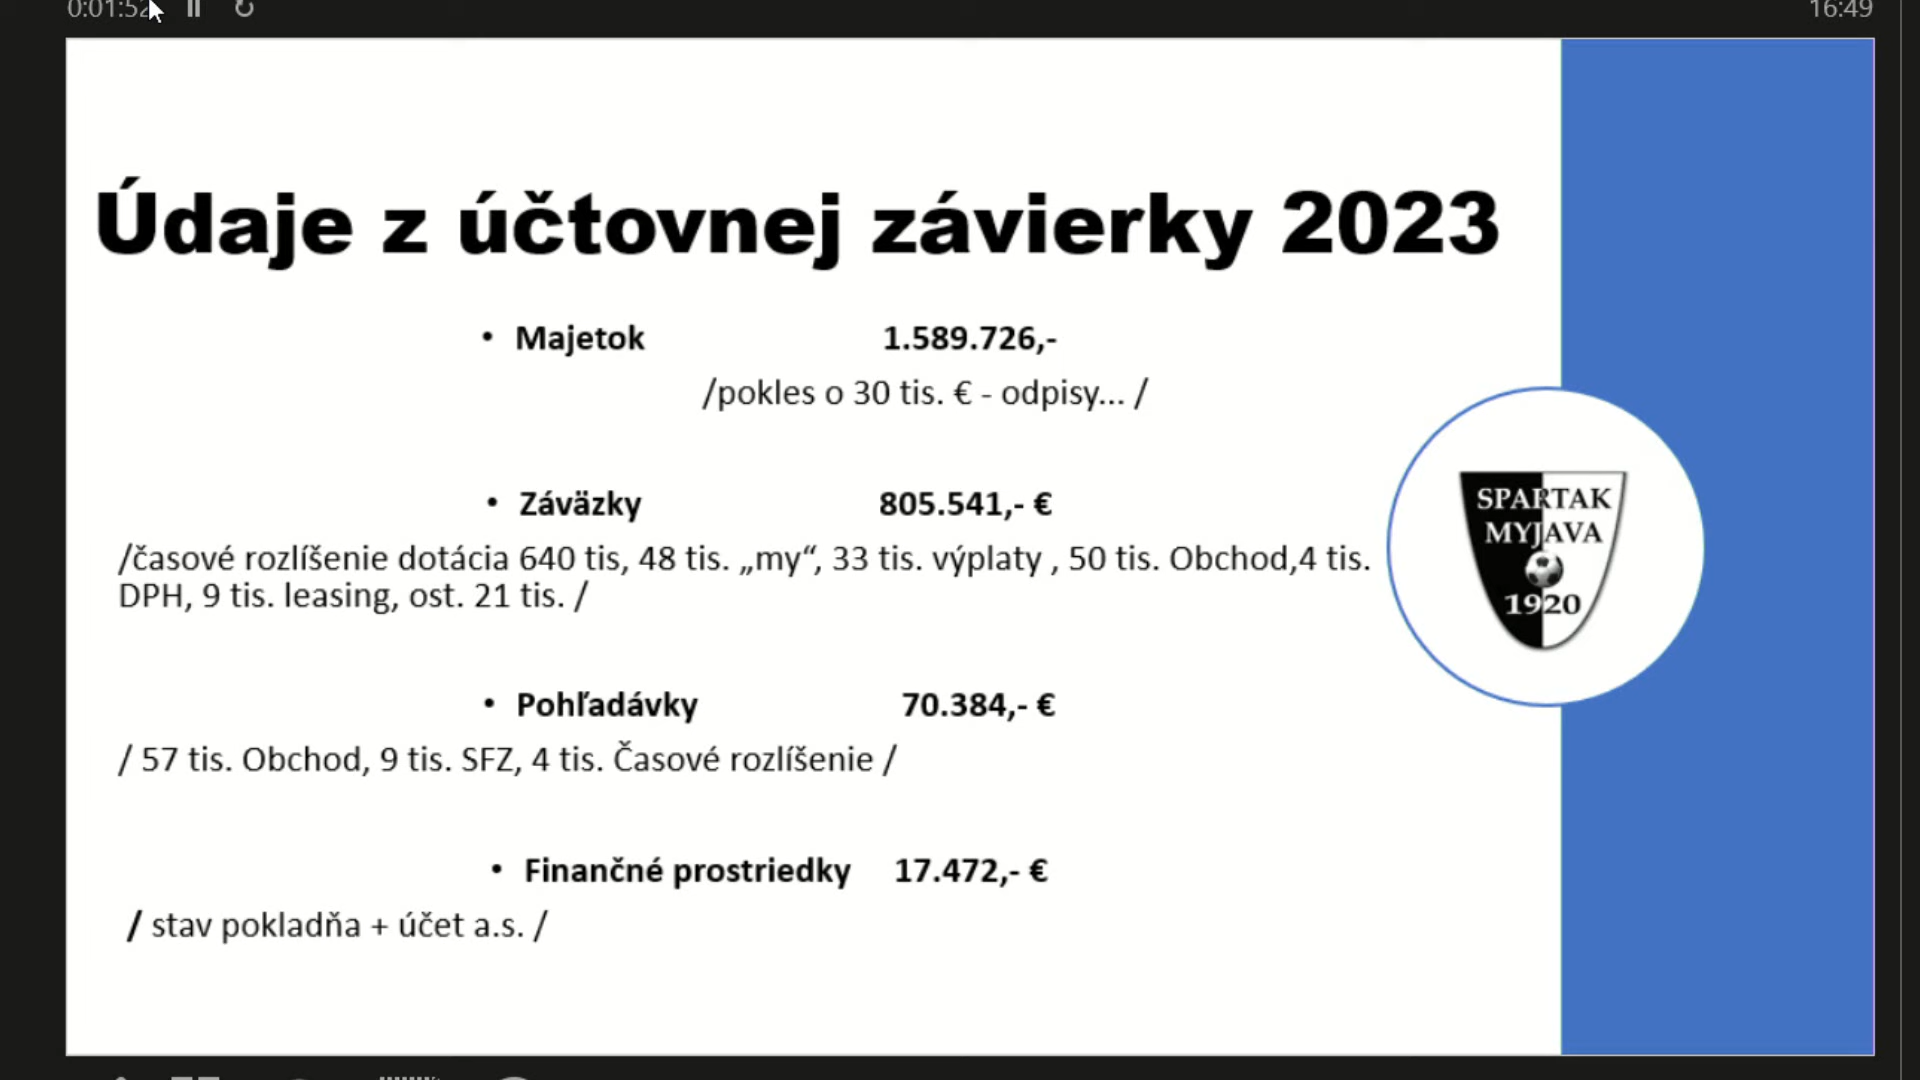 0:01:52
16:49
Údaje z účtovnej závierky 2023
• Majetok 1.589.726,-
/pokles o 30 tis. € - odpisy... /
• Záväzky 805.541,- €
/časové rozlíšenie dotácia 640 tis, 48 tis. „my“, 33 tis. výplaty , 50 tis. Obchod,4 tis.
DPH, 9 tis. leasing, ost. 21 tis. /
SPARTAK
MYJAVA
1920
• Pohľadávky 70.384,- €
/ 57 tis. Obchod, 9 tis. SFZ, 4 tis. Časové rozlíšenie /
• Finančné prostriedky 17.472,- €
/ stav pokladňa + účet a.s. /